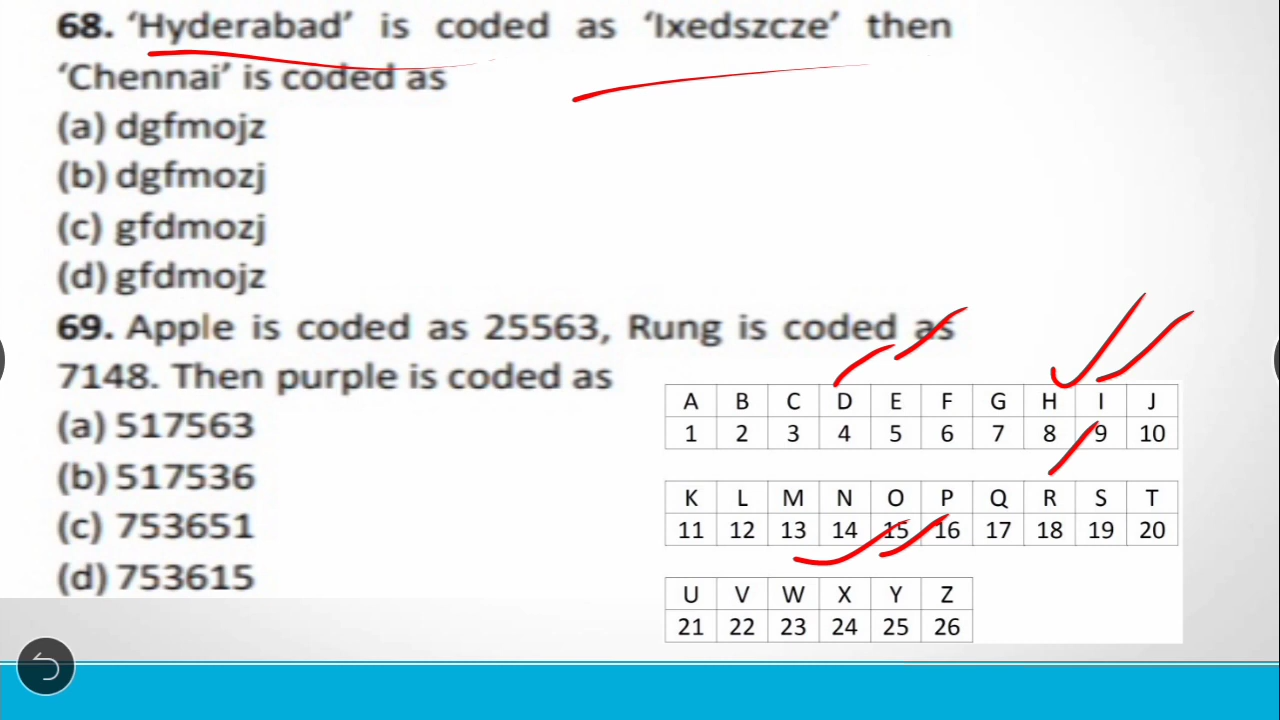 68. ‘Hyderabad’ is coded as ‘Ixedszcze’ then
‘Chennai’ is coded as
(a) dgfmojz
(b) dgfmozj
(c) gfdmozj
(d) gfdmojz
69. Apple is coded as 25563, Rung is coded as
7148. Then purple is coded as
(a) 517563
(b) 517536
(c) 753651
(d) 753615
A B C D E F G H I J
1 2 3 4 5 6 7 8 9 10
K L M N O P Q R S T
11 12 13 14 15 16 17 18 19 20
U V W X Y Z
21 22 23 24 25 26